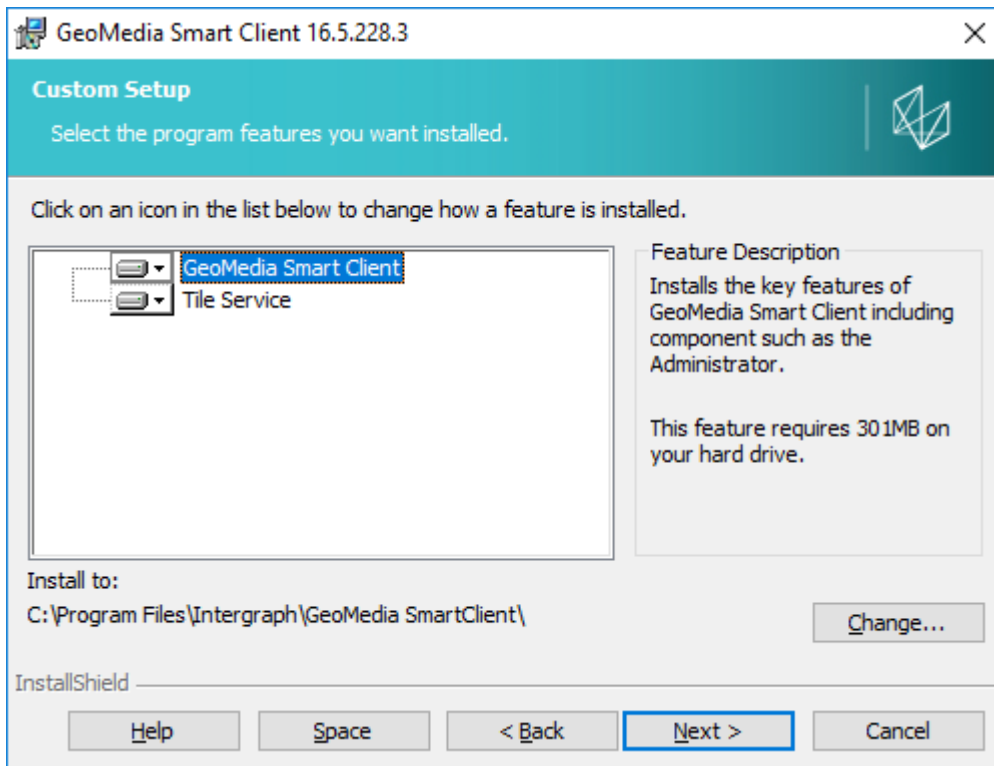 GeoMedia Smart Client 16.5.228.3
Custom Setup
Select the program features you want installed.
Click on an icon in the list below to change how a feature is installed.
GeoMedia Smart Client
Tile Service
Feature Description
Installs the key features of
GeoMedia Smart Client including
component such as the
Administrator.
This feature requires 301MB on
your hard drive.
Install to:
C:\Program Files\Intergraph\GeoMedia SmartClient\
Change...
InstallShield
Help
Space
< Back
Next >
Cancel